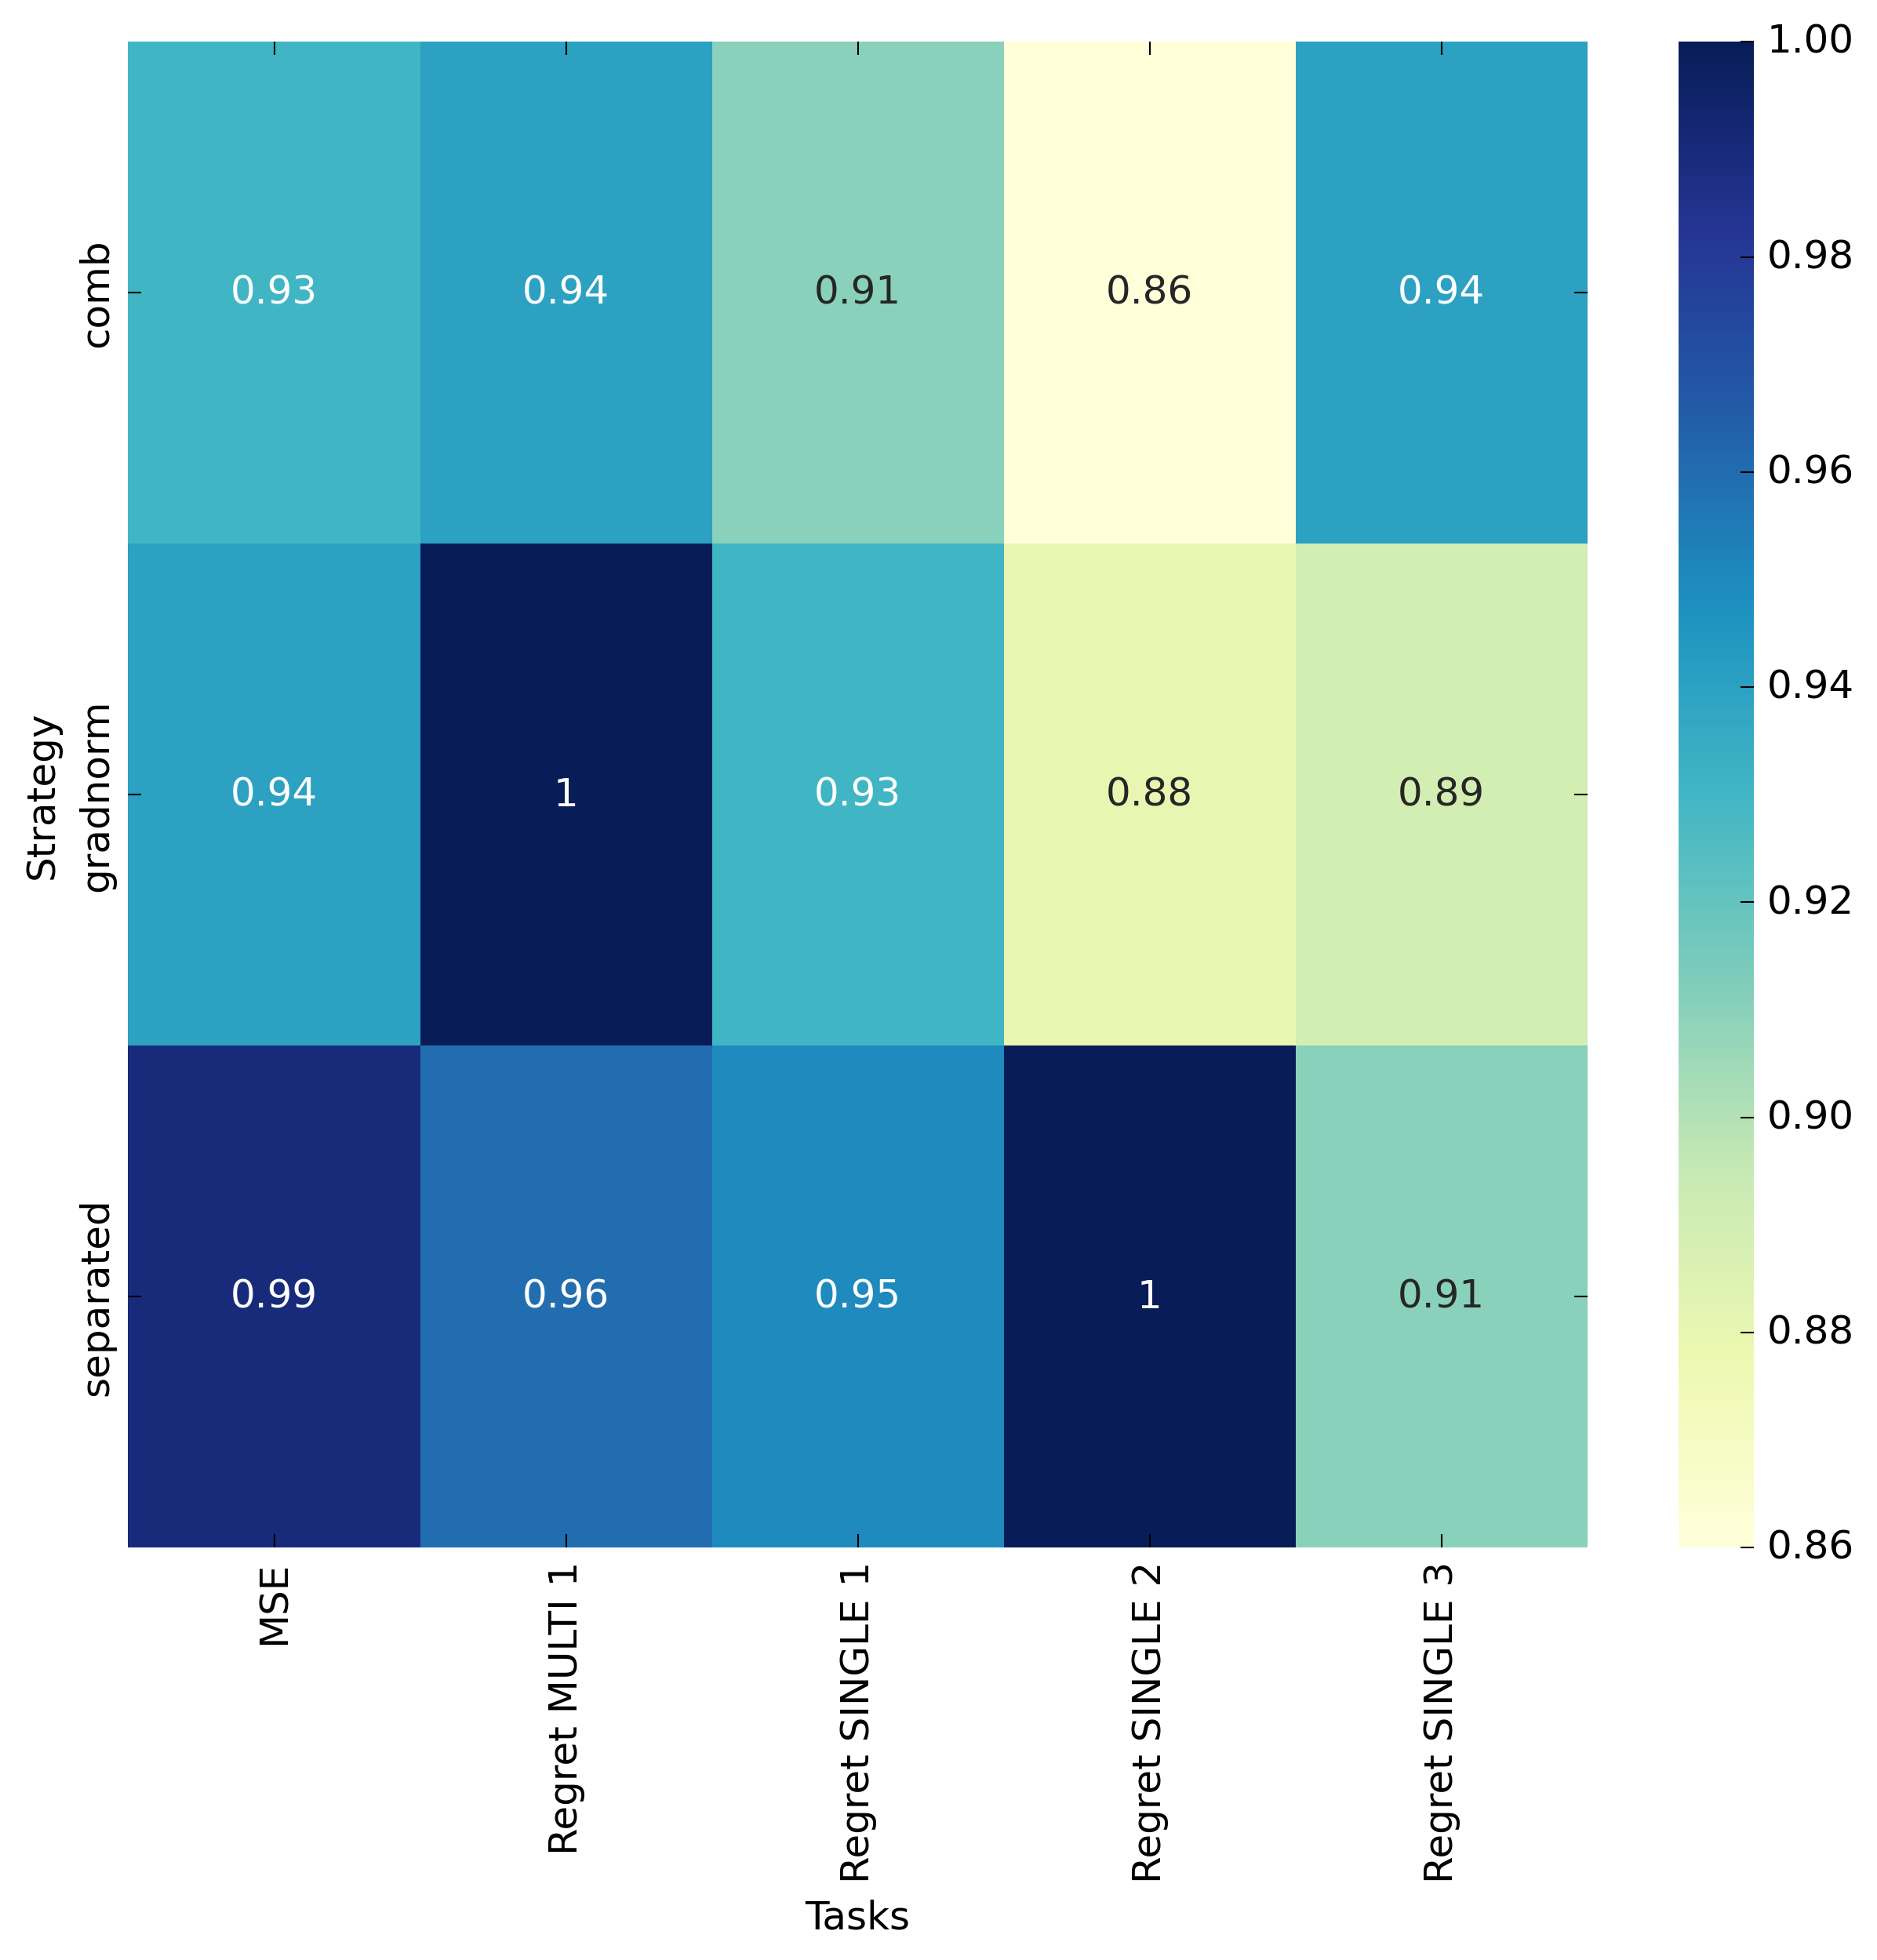 Strategy
comb
gradnorm
separated
0.93 0.94 0.91 0.86 0.94
0.94 1 0.93 0.88 0.89
0.99 0.96 0.95 1 0.91
MSE
Regret MULTI 1
Regret SINGLE 1
Regret SINGLE 2
Regret SINGLE 3
Tasks
1.00
0.98
0.96
0.94
0.92
0.90
0.88
0.86